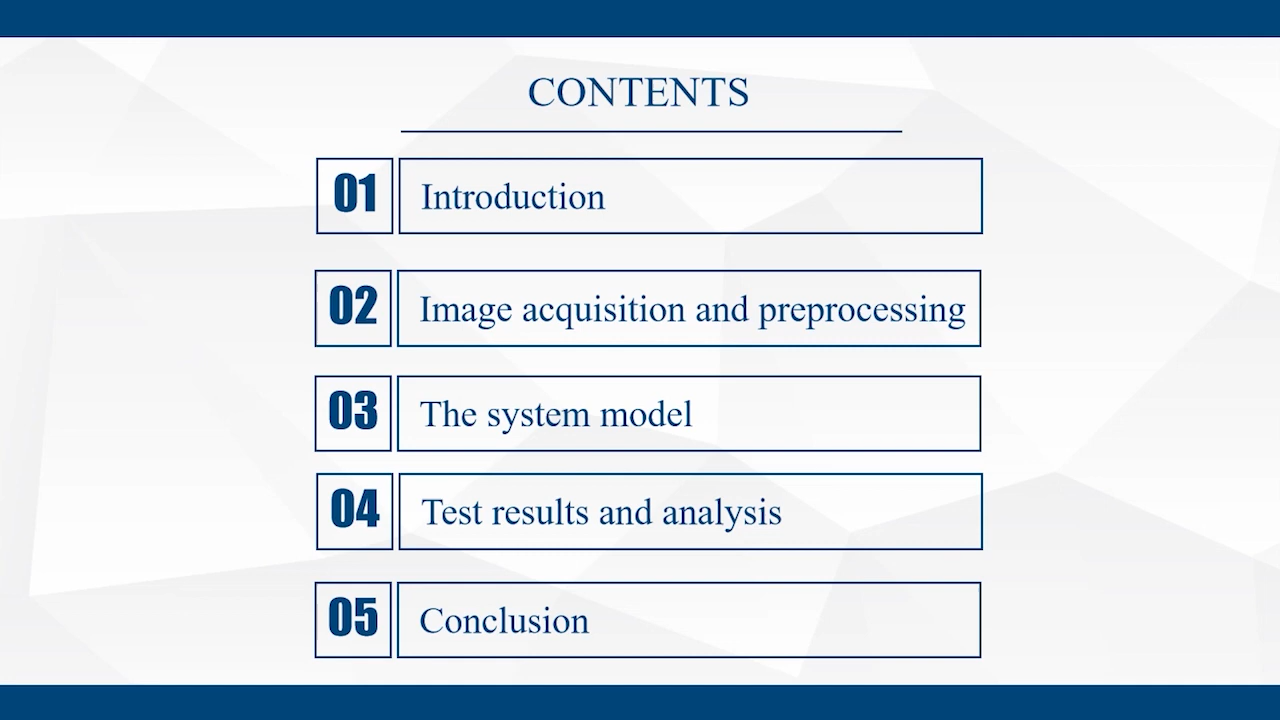 CONTENTS
01 Introduction
02 Image acquisition and preprocessing
03 The system model
04 Test results and analysis
05 Conclusion